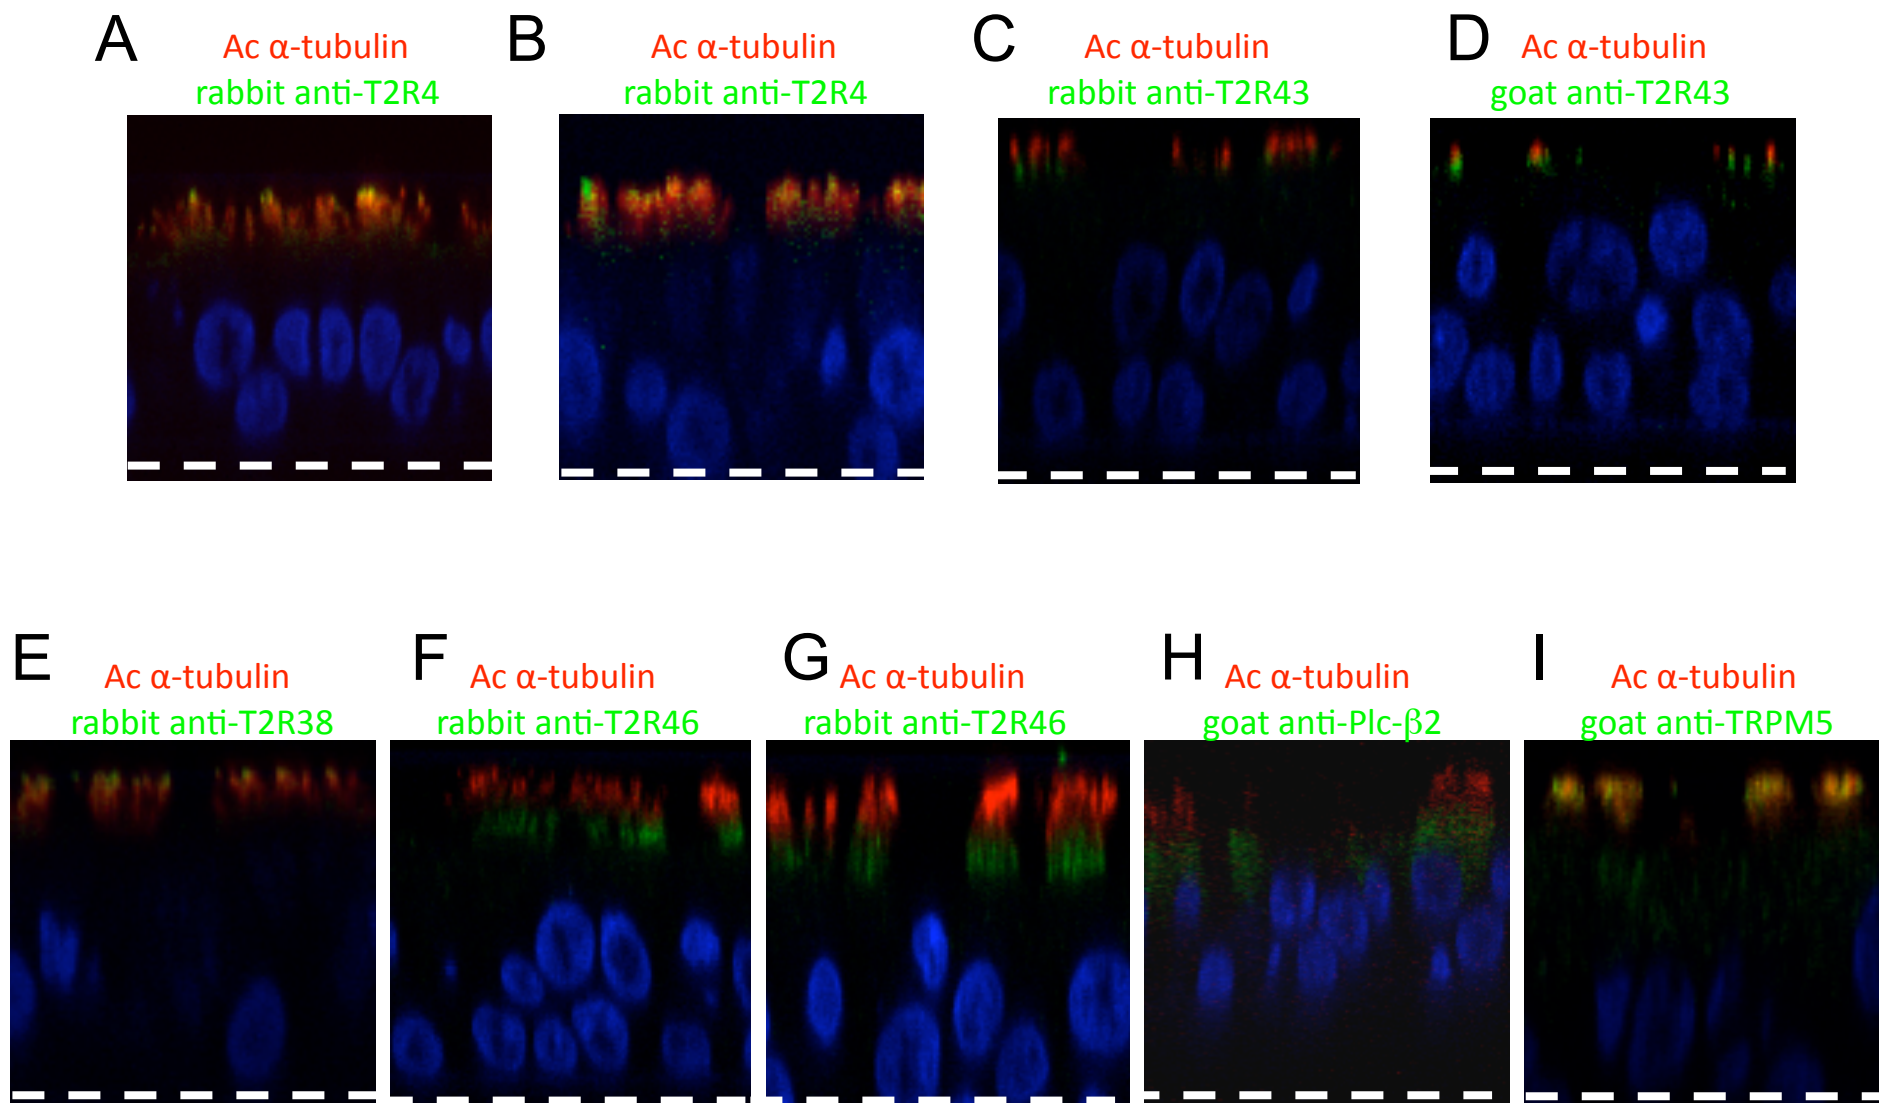 A
Ac α-tubulin
rabbit anti-T2R4
B
Ac α-tubulin
rabbit anti-T2R4
C
Ac α-tubulin
rabbit anti-T2R43
D
Ac α-tubulin
goat anti-T2R43
E
Ac α-tubulin
rabbit anti-T2R38
F
Ac α-tubulin
rabbit anti-T2R46
G
Ac α-tubulin
rabbit anti-T2R46
H
Ac α-tubulin
goat anti-Plc-β2
I
Ac α-tubulin
goat anti-TRPM5